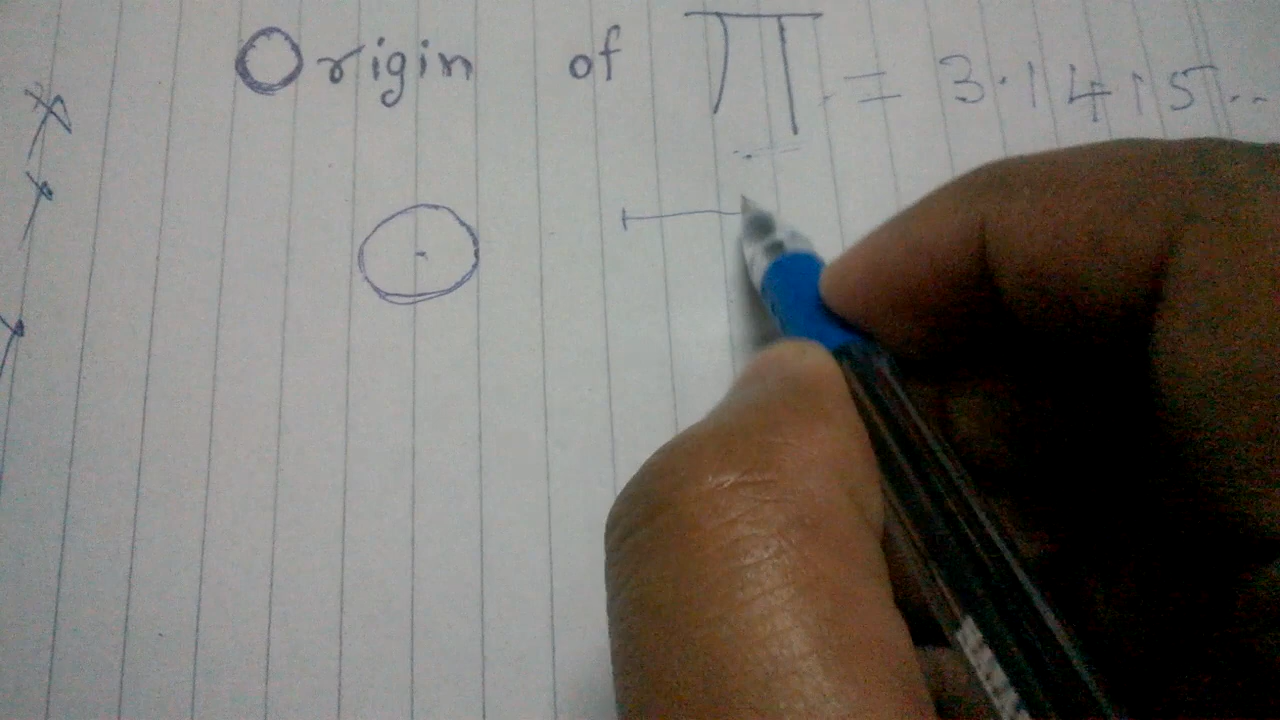 Origin of π = 3.1415...